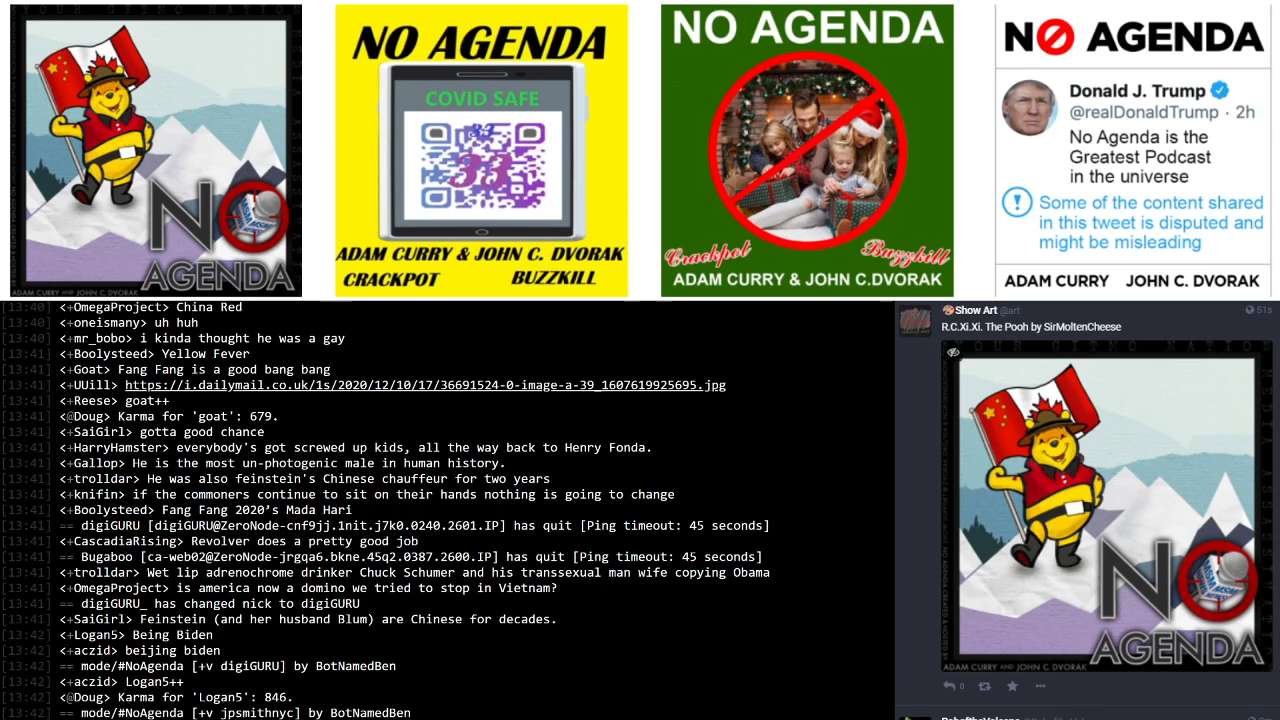 YOUR GITMO NATION
NO
AGENDA
ADAM CURRY AND JOHN C. DVORAK
NO AGENDA
COVID SAFE
33
ADAM CURRY & JOHN C. DVORAK
CRACKPOT BUZZKILL
NO AGENDA
Crackpot Buzzkill
ADAM CURRY & JOHN C.DVORAK
NO AGENDA
Donald J. Trump
@realDonaldTrump · 2h
No Agenda is the
Greatest Podcast
in the universe
Some of the content shared
in this tweet is disputed and
might be misleading
ADAM CURRY JOHN C. DVORAK
[13:40] <+OmegaProject> China Red
[13:40] <+oneismany> uh huh
[13:40] <+mr_bobo> i kinda thought he was a gay
[13:41] <+Boolysteed> Yellow Fever
[13:41] <+Goat> Fang Fang is a good bang bang
[13:41] <+UUill> https://i.dailymail.co.uk/1s/2020/12/10/17/36691524-0-image-a-39_1607619925695.jpg
[13:41] <+Reese> goat++
[13:41] <@Doug> Karma for 'goat': 679.
[13:41] <+SaiGirl> gotta good chance
[13:41] <+HarryHamster> everybody's got screwed up kids, all the way back to Henry Fonda.
[13:41] <+Gallop> He is the most un-photogenic male in human history.
[13:41] <+trolldar> He was also feinstein's Chinese chauffeur for two years
[13:41] <+knifin> if the commoners continue to sit on their hands nothing is going to change
[13:41] <+Boolysteed> Fang Fang 2020's Mada Hari
[13:41] == digiGURU [digiGURU@ZeroNode-cnf9jj.1nit.j7k0.0240.2601.IP] has quit [Ping timeout: 45 seconds]
[13:41] <+CascadiaRising> Revolver does a pretty good job
[13:41] == Bugaboo [ca-web02@ZeroNode-jrgqa6.bkne.45q2.0387.2600.IP] has quit [Ping timeout: 45 seconds]
[13:41] <+trolldar> Wet lip adrenochrome drinker Chuck Schumer and his transsexual man wife copying Obama
[13:41] <+OmegaProject> is america now a domino we tried to stop in Vietnam?
[13:41] == digiGURU_ has changed nick to digiGURU
[13:41] <+SaiGirl> Feinstein (and her husband Blum) are Chinese for decades.
[13:42] <+Logan5> Being Biden
[13:42] <+aczid> beijing biden
[13:42] == mode/#NoAgenda [+v digiGURU] by BotNamedBen
[13:42] <+aczid> Logan5++
[13:42] <@Doug> Karma for 'Logan5': 846.
[13:42] == mode/#NoAgenda [+v jpsmithnyc] by BotNamedBen
Show Art @art 51s
R.C.Xi.Xi. The Pooh by SirMoltenCheese
YOUR GITMO NATION
NO
AGENDA
ADAM CURRY AND JOHN C. DVORAK
0